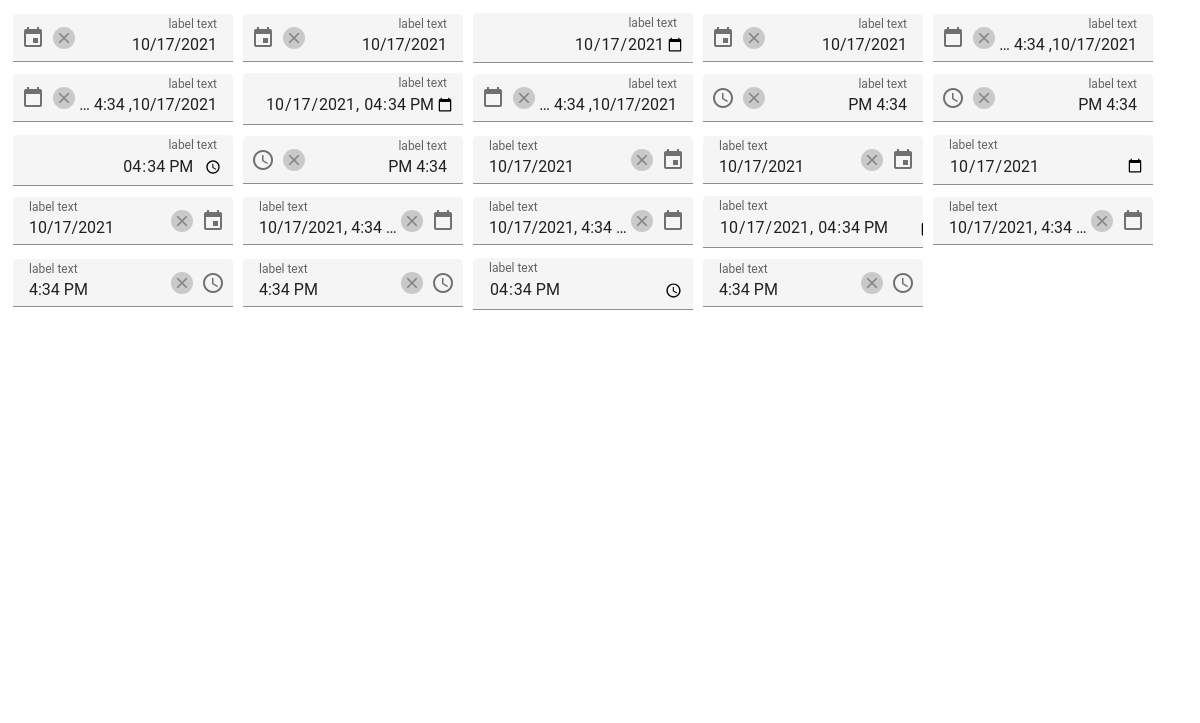 label text
10/17/2021
label text
10/17/2021
label text
10/17/2021
label text
10/17/2021
label text
... 4:34 ,10/17/2021
label text
... 4:34 ,10/17/2021
label text
10/17/2021, 04:34 PM
label text
... 4:34 ,10/17/2021
label text
PM 4:34
label text
PM 4:34
label text
04:34 PM
label text
PM 4:34
label text
10/17/2021
label text
10/17/2021
label text
10/17/2021
label text
10/17/2021
label text
10/17/2021, 4:34 ...
label text
10/17/2021, 4:34 ...
label text
10/17/2021, 04:34 PM
label text
10/17/2021, 4:34 ...
label text
4:34 PM
label text
4:34 PM
label text
04:34 PM
label text
4:34 PM